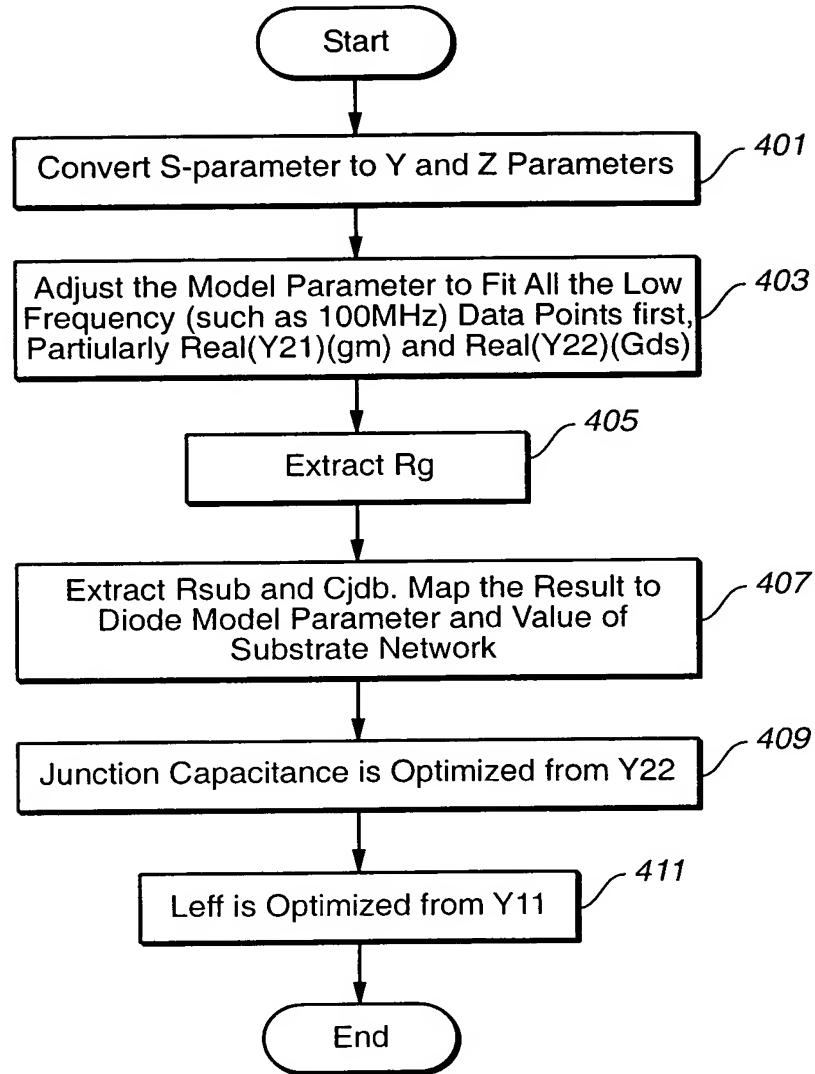 Start
Convert S-parameter to Y and Z Parameters
401
Adjust the Model Parameter to Fit All the Low
Frequency (such as 100MHz) Data Points first,
Partiularly Real(Y21)(gm) and Real(Y22)(Gds)
403
Extract Rg
405
Extract Rsub and Cjdb. Map the Result to
Diode Model Parameter and Value of
Substrate Network
407
Junction Capacitance is Optimized from Y22
409
Leff is Optimized from Y11
411
End